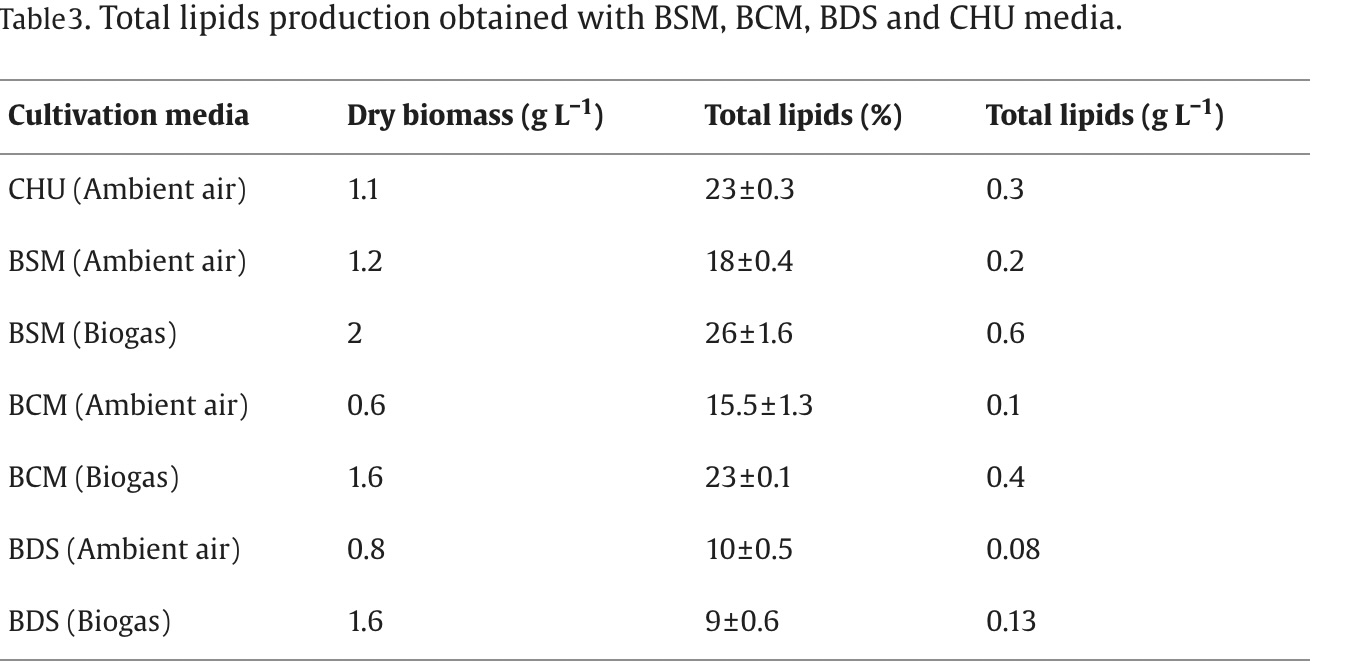 Table3. Total lipids production obtained with BSM, BCM, BDS and CHU media.
Cultivation media Dry biomass (g L⁻¹) Total lipids (%) Total lipids (g L⁻¹)
CHU (Ambient air) 1.1 23±0.3 0.3
BSM (Ambient air) 1.2 18±0.4 0.2
BSM (Biogas) 2 26±1.6 0.6
BCM (Ambient air) 0.6 15.5±1.3 0.1
BCM (Biogas) 1.6 23±0.1 0.4
BDS (Ambient air) 0.8 10±0.5 0.08
BDS (Biogas) 1.6 9±0.6 0.13